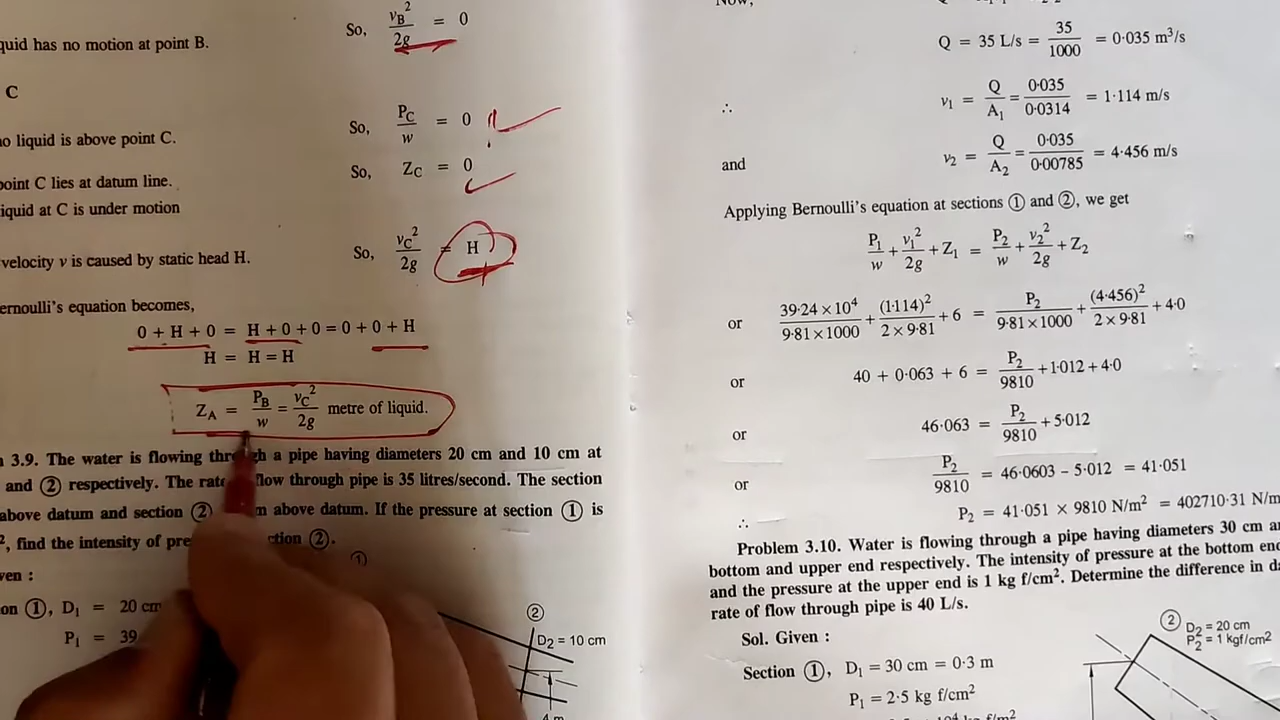 So, v_B²/2g = 0
quid has no motion at point B.
C
So, P_C/w = 0
no liquid is above point C.
So, Z_C = 0
point C lies at datum line.
iquid at C is under motion
So, v_C²/2g = H
velocity v is caused by static head H.
ernoulli's equation becomes,
0 + H + 0 = H + 0 + 0 = 0 + 0 + H
H = H = H
Z_A = P_B/w = v_C²/2g metre of liquid.
3.9. The water is flowing through a pipe having diameters 20 cm and 10 cm at
and ② respectively. The rate flow through pipe is 35 litres/second. The section
above datum and section ② m above datum. If the pressure at section ① is
², find the intensity of pre ction ②.
ven :
①
on ①, D₁ = 20 cm
②
P₁ = 39
D₂ = 10 cm
4 m
Now,
Q = 35 L/s = 35/1000 = 0·035 m³/s
∴ v₁ = Q/A₁ = 0·035/0·0314 = 1·114 m/s
and v₂ = Q/A₂ = 0·035/0·00785 = 4·456 m/s
Applying Bernoulli's equation at sections ① and ②, we get
P₁/w + v₁²/2g + Z₁ = P₂/w + v₂²/2g + Z₂
or 39·24 × 10⁴/9·81 × 1000 + (1·114)²/2 × 9·81 + 6 = P₂/9·81 × 1000 + (4·456)²/2 × 9·81 + 4·0
or 40 + 0·063 + 6 = P₂/9810 + 1·012 + 4·0
or 46·063 = P₂/9810 + 5·012
or P₂/9810 = 46·0603 – 5·012 = 41·051
∴ P₂ = 41·051 × 9810 N/m² = 402710·31 N/m
Problem 3.10. Water is flowing through a pipe having diameters 30 cm a
bottom and upper end respectively. The intensity of pressure at the bottom end
and the pressure at the upper end is 1 kg f/cm². Determine the difference in d
rate of flow through pipe is 40 L/s.
Sol. Given :
② D₂ = 20 cm
P₂ = 1 kgf/cm²
Section ①, D₁ = 30 cm = 0·3 m
P₁ = 2·5 kg f/cm²